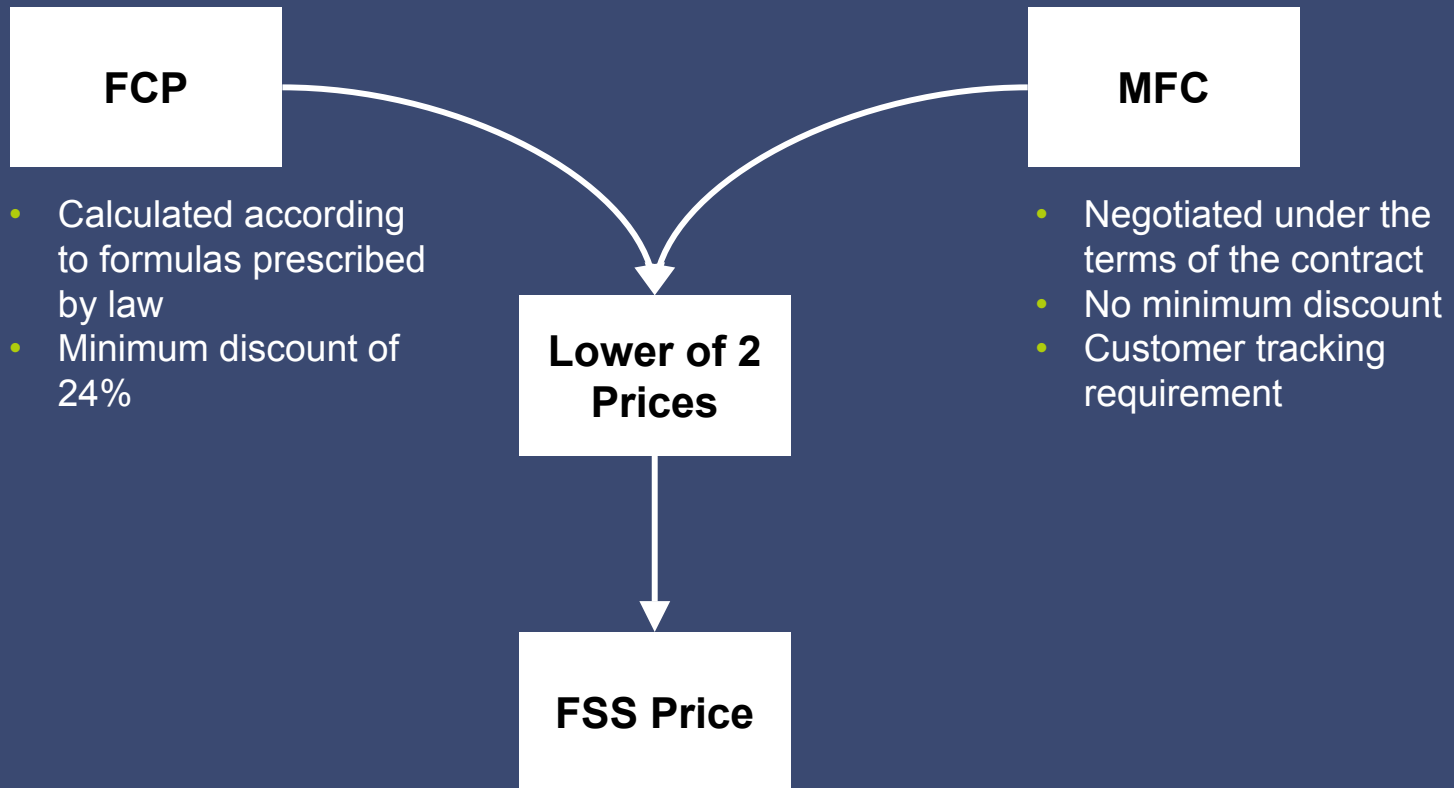 FCP
MFC
• Calculated according
to formulas prescribed
by law
• Minimum discount of
24%
• Negotiated under the
terms of the contract
• No minimum discount
• Customer tracking
requirement
Lower of 2
Prices
FSS Price